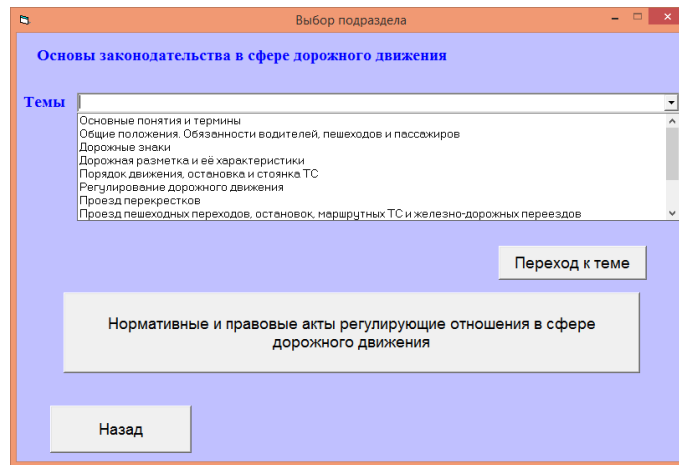 Выбор подраздела
Основы законодательства в сфере дорожного движения
Темы
Основные понятия и термины
Общие положения. Обязанности водителей, пешеходов и пассажиров
Дорожные знаки
Дорожная разметка и её характеристики
Порядок движения, остановка и стоянка ТС
Регулирование дорожного движения
Проезд перекрестков
Проезд пешеходных переходов, остановок, маршрутных ТС и железно-дорожных переездов
Переход к теме
Нормативные и правовые акты регулирующие отношения в сфере
дорожного движения
Назад